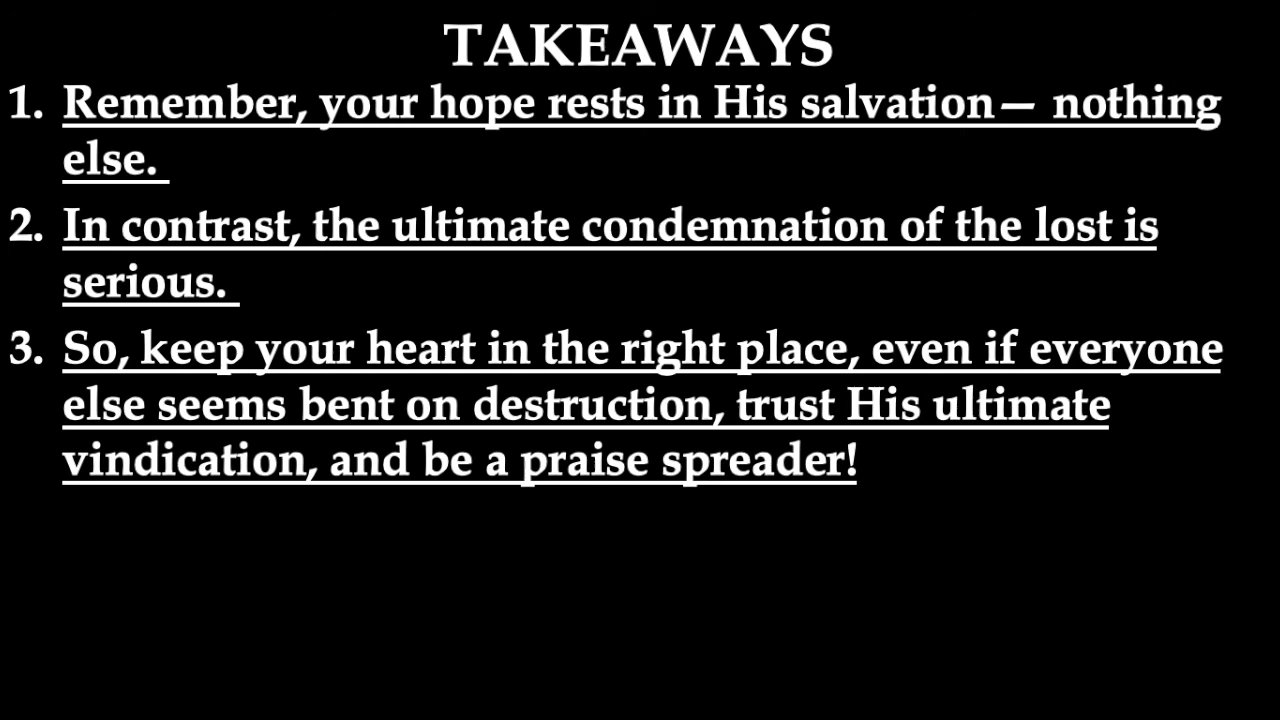 TAKEAWAYS
1. Remember, your hope rests in His salvation— nothing
else.
2. In contrast, the ultimate condemnation of the lost is
serious.
3. So, keep your heart in the right place, even if everyone
else seems bent on destruction, trust His ultimate
vindication, and be a praise spreader!